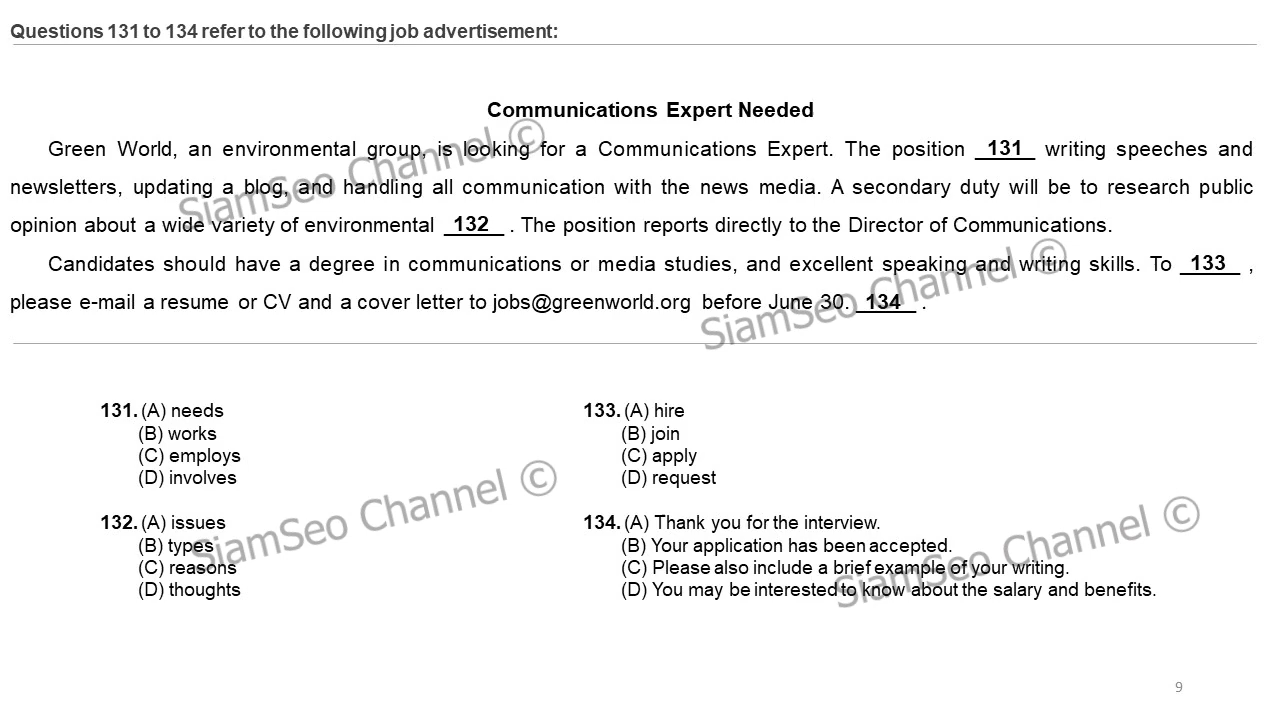 Questions 131 to 134 refer to the following job advertisement:
Communications Expert Needed
Green World, an environmental group, is looking for a Communications Expert. The position 131 writing speeches and
newsletters, updating a blog, and handling all communication with the news media. A secondary duty will be to research public
opinion about a wide variety of environmental 132 . The position reports directly to the Director of Communications.
Candidates should have a degree in communications or media studies, and excellent speaking and writing skills. To 133 ,
please e-mail a resume or CV and a cover letter to jobs@greenworld.org before June 30. 134 .
SiamSeo Channel ©
SiamSeo Channel ©
131. (A) needs
(B) works
(C) employs
(D) involves
132. (A) issues
(B) types
(C) reasons
(D) thoughts
133. (A) hire
(B) join
(C) apply
(D) request
134. (A) Thank you for the interview.
(B) Your application has been accepted.
(C) Please also include a brief example of your writing.
(D) You may be interested to know about the salary and benefits.
SiamSeo Channel ©
SiamSeo Channel ©
9